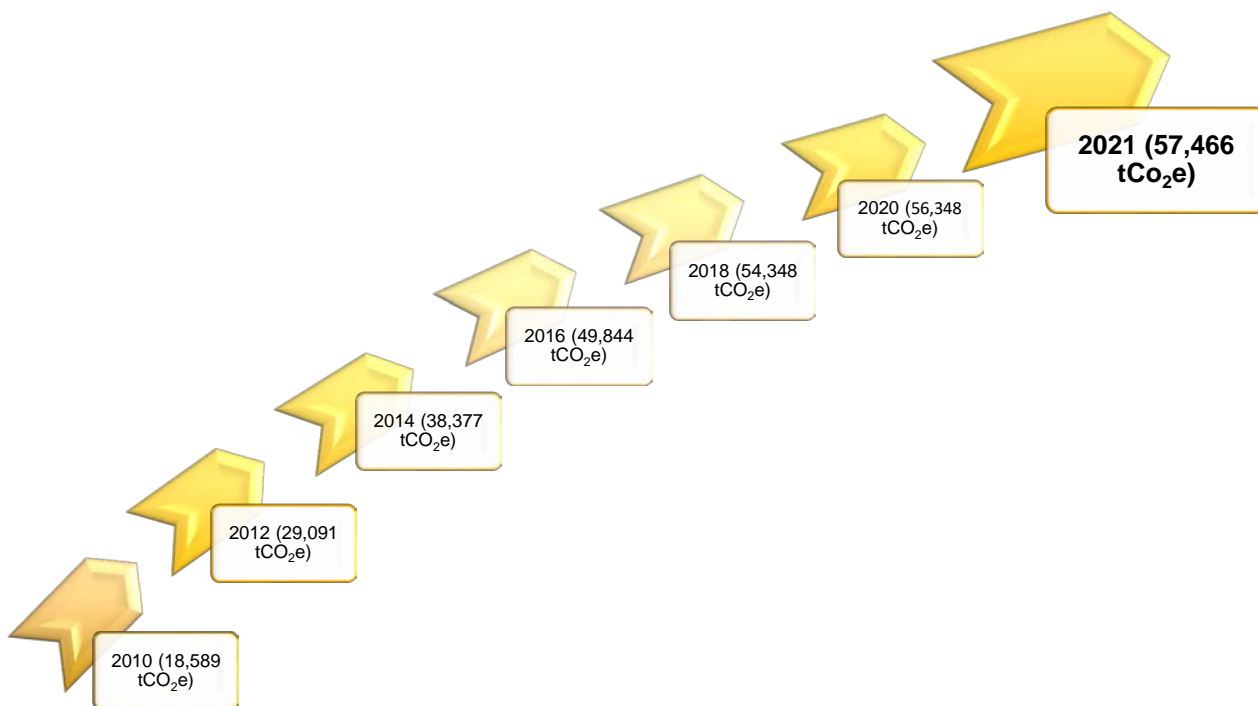 2010 (18,589
tCO₂e)
2012 (29,091
tCO₂e)
2014 (38,377
tCO₂e)
2016 (49,844
tCO₂e)
2018 (54,348
tCO₂e)
2020 (56,348
tCO₂e)
2021 (57,466
tCo₂e)